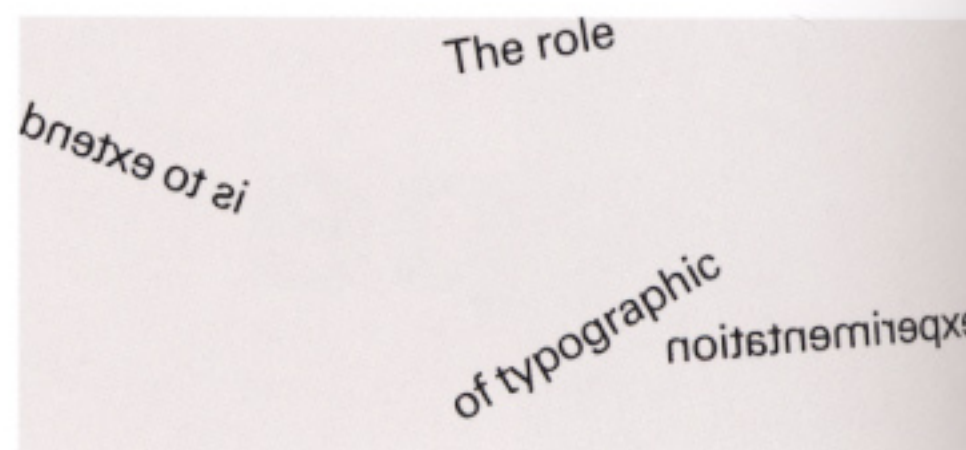 The role
of typographic
experimentation
is to extend